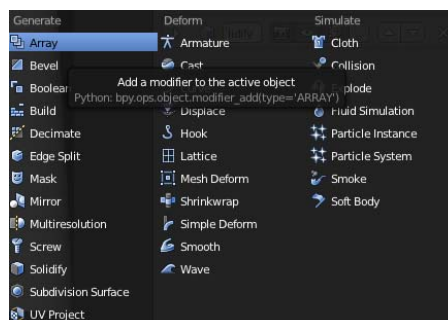 Generate
Array
Bevel
Boolean
Build
Decimate
Edge Split
Mask
Mirror
Multiresolution
Screw
Solidify
Subdivision Surface
UV Project
Deform
Armature
Cast
Displace
Hook
Lattice
Mesh Deform
Shrinkwrap
Simple Deform
Smooth
Wave
Simulate
Cloth
Collision
Explode
Fluid Simulation
Particle Instance
Particle System
Smoke
Soft Body
Add a modifier to the active object
Python: bpy.ops.object.modifier_add(type='ARRAY')